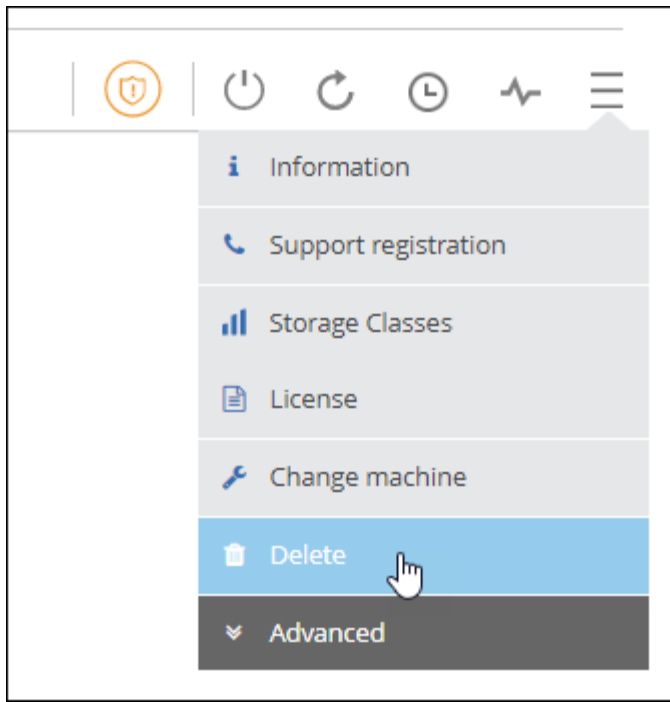 Information
Support registration
Storage Classes
License
Change machine
Delete
Advanced